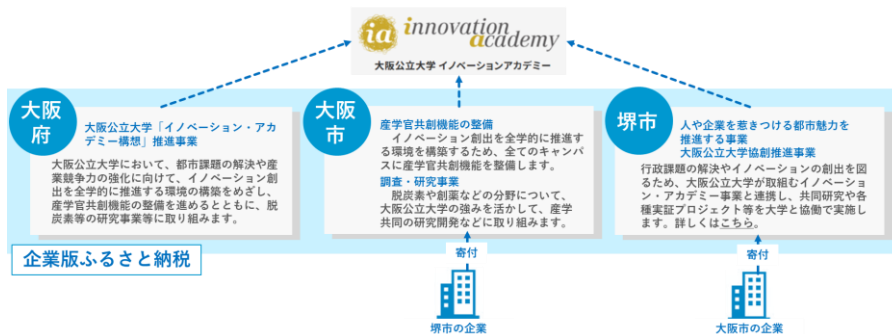 ia innovation
academy
大阪公立大学 イノベーションアカデミー
大阪
府
大阪公立大学「イノベーション・アカ
デミー構想」推進事業
大阪公立大学において、都市課題の解決や産
業競争力の強化に向けて、イノベーション創
出を全学的に推進する環境の構築をめざし、
産学官共創機能の整備を進めるとともに、脱
炭素等の研究事業等に取り組みます。
大阪
市
産学官共創機能の整備
イノベーション創出を全学的に推進す
る環境を構築するため、全てのキャンパ
スに産学官共創機能を整備します。
調査・研究事業
脱炭素や創薬などの分野について、
大阪公立大学の強みを活かして、産学
共同の研究開発などに取り組みます。
堺市
人や企業を惹きつける都市魅力を
推進する事業
大阪公立大学協創推進事業
行政課題の解決やイノベーションの創出を図
るため、大阪公立大学が取組むイノベーショ
ン・アカデミー事業と連携し、共同研究や各
種実証プロジェクト等を大学と協働で実施し
ます。詳しくはこちら。
企業版ふるさと納税
寄付
堺市の企業
寄付
大阪市の企業